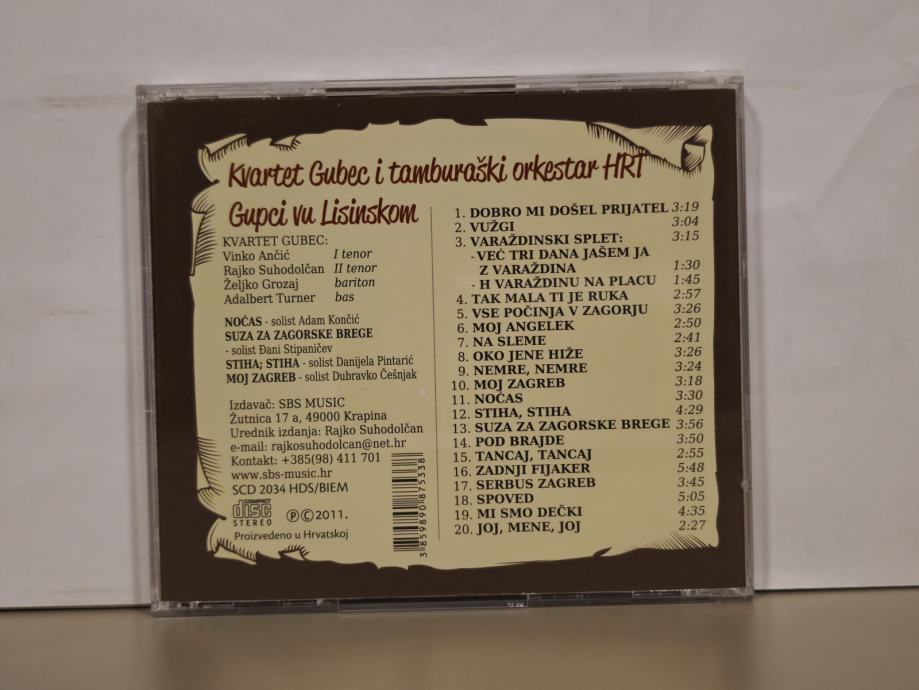 Kvartet Gubec i tamburaški orkestar HRT
Gupci vu Lisinskom
KVARTET GUBEC:
Vinko Ančić I tenor
Rajko Suhodolčan II tenor
Željko Grozaj bariton
Adalbert Turner bas
NOĆAS - solist Adam Končić
SUZA ZA ZAGORSKE BREGE
- solist Đani Stipaničev
STIHA; STIHA - solist Danijela Pintarić
MOJ ZAGREB - solist Dubravko Češnjak
Izdavač: SBS MUSIC
Žutnica 17 a, 49000 Krapina
Urednik izdanja: Rajko Suhodolčan
e-mail: rajkosuhodolcan@net.hr
Kontakt: +385(98) 411 701
www.sbs-music.hr
SCD 2034 HDS/BIEM
COMPACT
disc
STEREO
ⓅⒸ2011.
Proizvedeno u Hrvatskoj
3859890875338
1. DOBRO MI DOŠEL PRIJATEL 3:19
2. VUŽGI 3:04
3. VARAŽDINSKI SPLET: 3:15
-VEĆ TRI DANA JAŠEM JA
Z VARAŽDINA 1:30
- H VARAŽDINU NA PLACU 1:45
4. TAK MALA TI JE RUKA 2:57
5. VSE POČINJA V ZAGORJU 3:26
6. MOJ ANGELEK 2:50
7. NA SLEME 2:41
8. OKO JENE HIŽE 3:26
9. NEMRE, NEMRE 3:24
10. MOJ ZAGREB 3:18
11. NOĆAS 3:30
12. STIHA, STIHA 4:29
13. SUZA ZA ZAGORSKE BREGE 3:56
14. POD BRAJDE 3:50
15. TANCAJ, TANCAJ 2:55
16. ZADNJI FIJAKER 5:48
17. SERBUS ZAGREB 3:45
18. SPOVED 5:05
19. MI SMO DEČKI 4:35
20. JOJ, MENE, JOJ 2:27